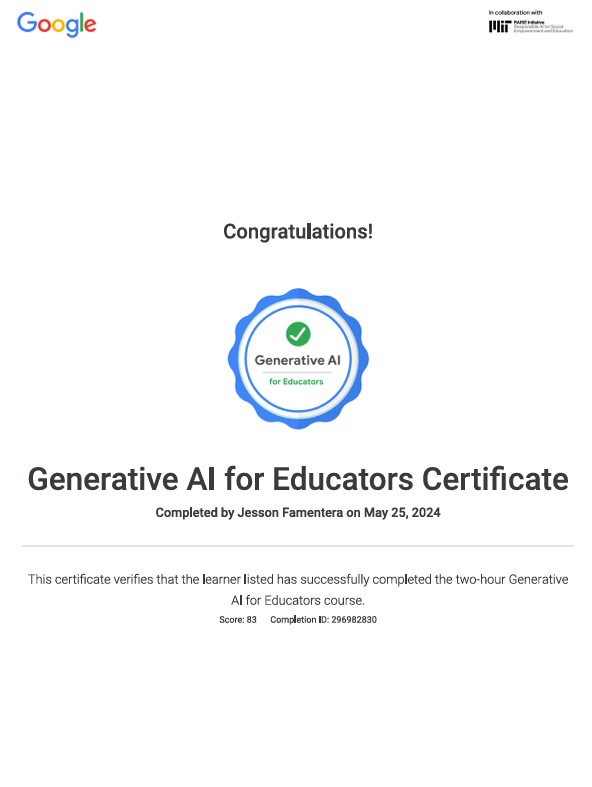 Google
In collaboration with
MIT
RAISE Initiative
Responsible AI for Social
Empowerment and Education
Congratulations!
Generative AI
for Educators
Generative AI for Educators Certificate
Completed by Jesson Famentera on May 25, 2024
This certificate verifies that the learner listed has successfully completed the two-hour Generative
AI for Educators course.
Score: 83 Completion ID: 296982830